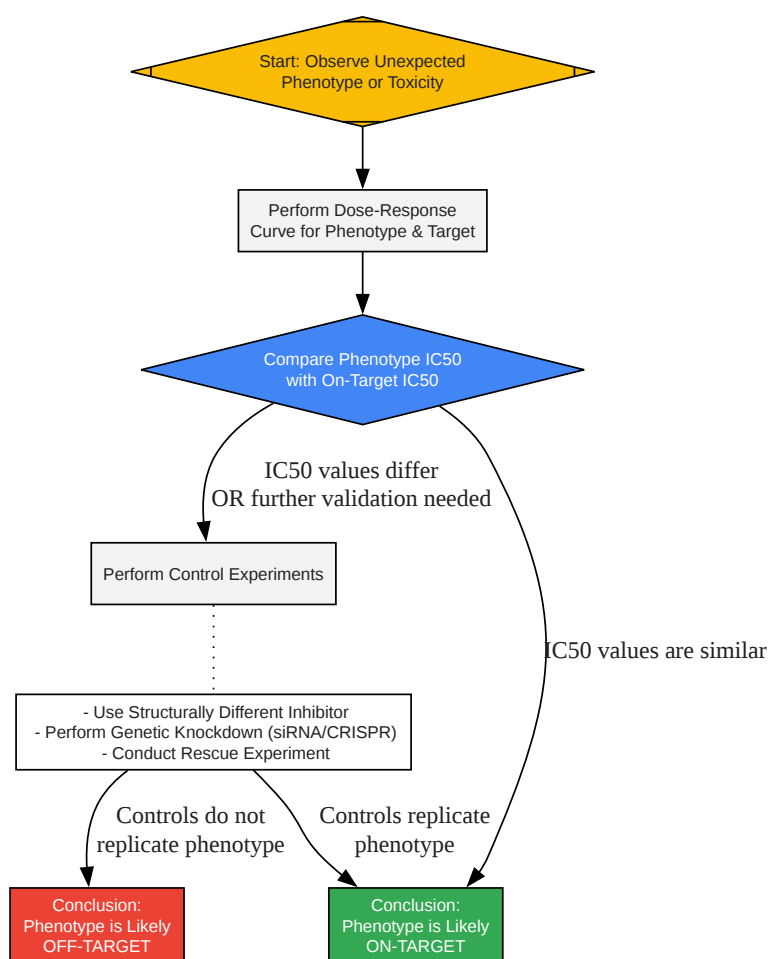 Start: Observe Unexpected
Phenotype or Toxicity
Perform Dose-Response
Curve for Phenotype & Target
Compare Phenotype IC50
with On-Target IC50
IC50 values differ
OR further validation needed
Perform Control Experiments
IC50 values are similar
- Use Structurally Different Inhibitor
- Perform Genetic Knockdown (siRNA/CRISPR)
- Conduct Rescue Experiment
Controls do not
replicate phenotype
Controls replicate
phenotype
Conclusion:
Phenotype is Likely
OFF-TARGET
Conclusion:
Phenotype is Likely
ON-TARGET